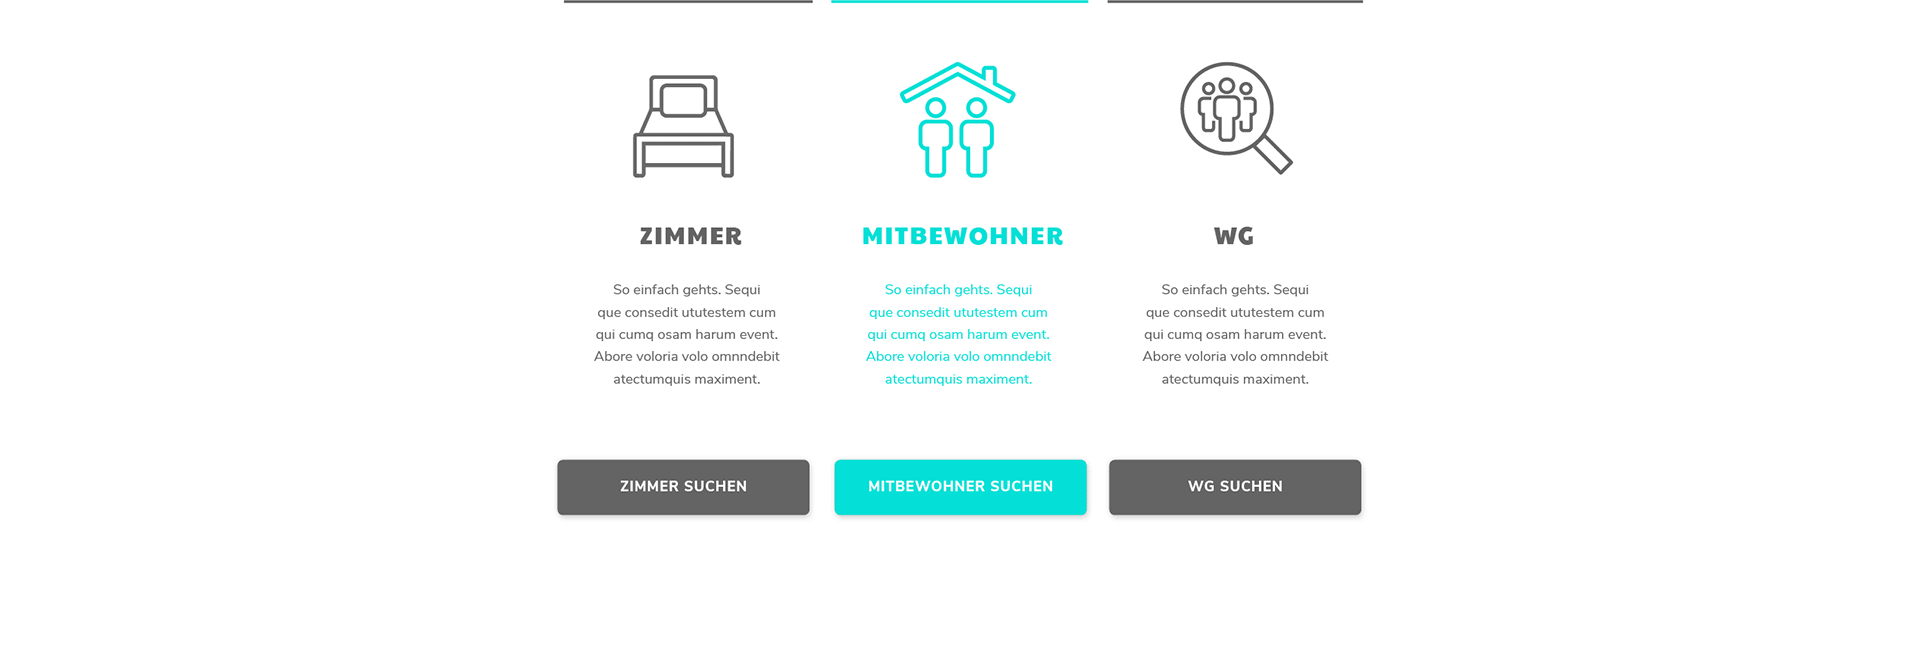 ZIMMER
So einfach gehts. Sequi
que consedit ututestem cum
qui cumq osam harum event.
Abore voloria volo omnndebit
atectumquis maximent.
ZIMMER SUCHEN
MITBEWOHNER
So einfach gehts. Sequi
que consedit ututestem cum
qui cumq osam harum event.
Abore voloria volo omnndebit
atectumquis maximent.
MITBEWOHNER SUCHEN
WG
So einfach gehts. Sequi
que consedit ututestem cum
qui cumq osam harum event.
Abore voloria volo omnndebit
atectumquis maximent.
WG SUCHEN